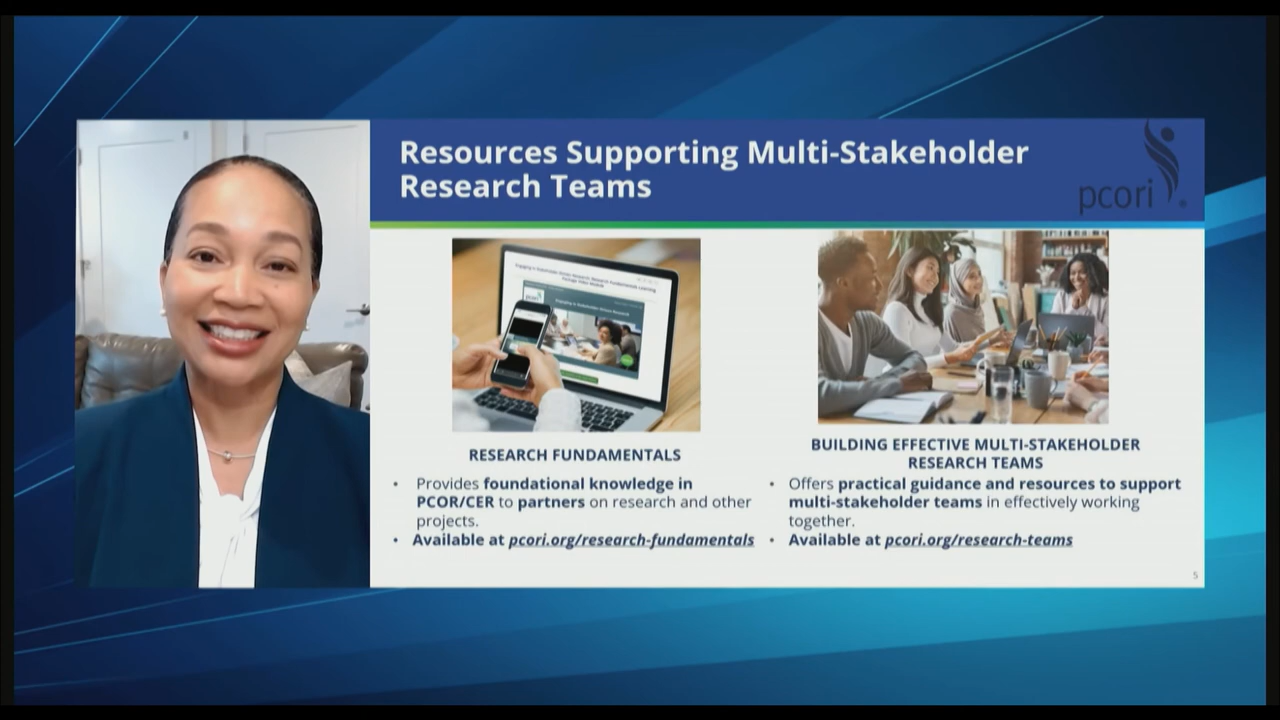 Resources Supporting Multi-Stakeholder
Research Teams
pcori
RESEARCH FUNDAMENTALS
• Provides foundational knowledge in
PCOR/CER to partners on research and other
projects.
• Available at pcori.org/research-fundamentals
BUILDING EFFECTIVE MULTI-STAKEHOLDER
RESEARCH TEAMS
• Offers practical guidance and resources to support
multi-stakeholder teams in effectively working
together.
• Available at pcori.org/research-teams
5